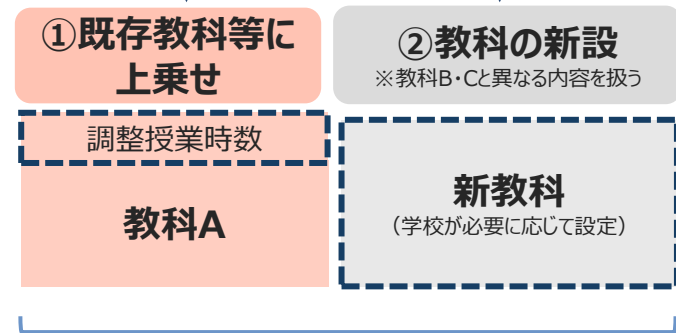 ①既存教科等に
上乗せ
②教科の新設
※教科B・Cと異なる内容を扱う
調整授業時数
教科A
新教科
（学校が必要に応じて設定）